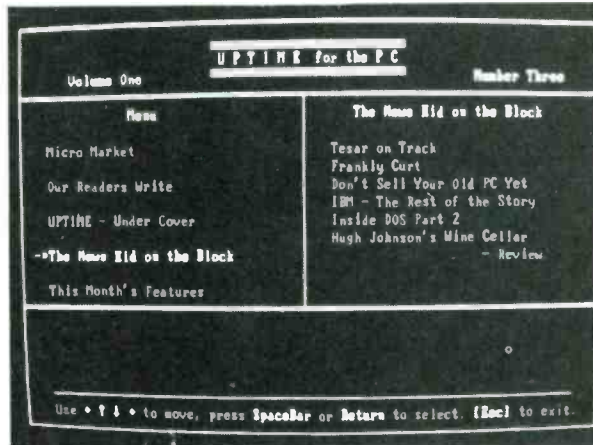 UPTIME for the PC
Volume One
Number Three
Menu
Micro Market
Our Readers Write
UPTIME - Under Cover
The News Kid on the Block
This Month's Features
The News Kid on the Block
Tesar on Track
Frankly Curt
Don't Sell Your Old PC Yet
IBM - The Rest of the Story
Inside DOS Part 2
Hugh Johnson's Wine Cellar
- Review
Use ← ↑ ↓ → to move, press SpaceBar or Return to select. [Esc] to exit.